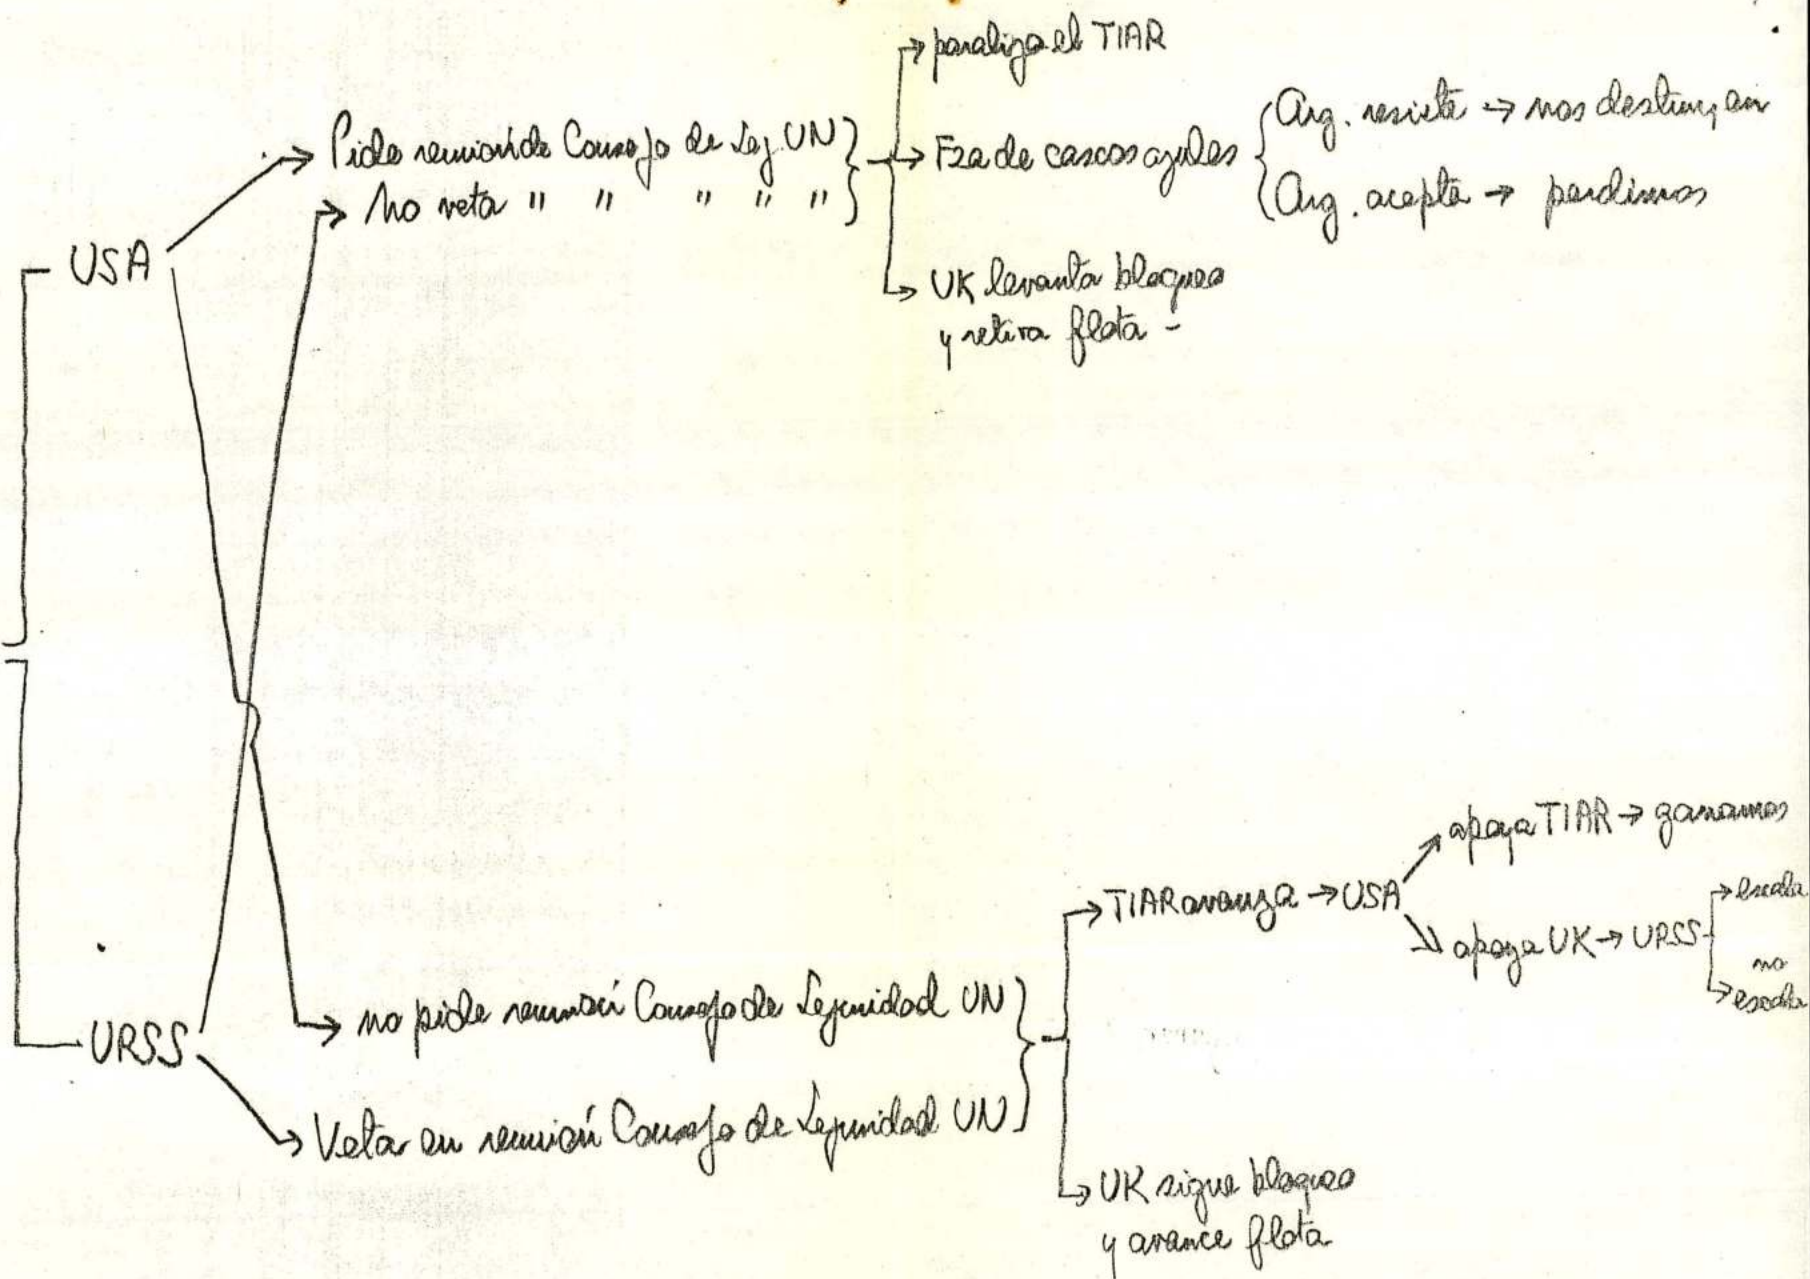 → paraliza el TIAR
→ Pide reunión de Consejo de Seg UN
→ No veta " " " " "
→ Fza de cascos azules
Arg. resiste → nos destruyen
Arg. acepta → perdimos
→ UK levanta bloqueo
y retira flota -
USA
URSS
→ no pide reunión Consejo de Seguridad UN
→ Veta en reunión Consejo de Seguridad UN
→ TIAR avanza → USA
apoya TIAR → ganamos
apoya UK → URSS
→ escala
no
→ escala
→ UK sigue bloqueo
y avance flota